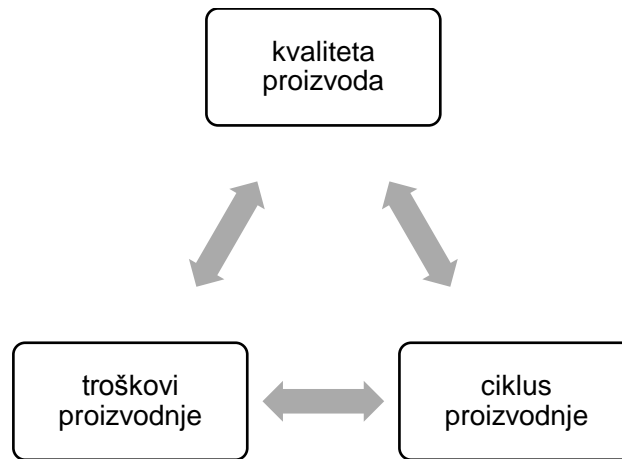 kvaliteta
proizvoda
troškovi
proizvodnje
ciklus
proizvodnje